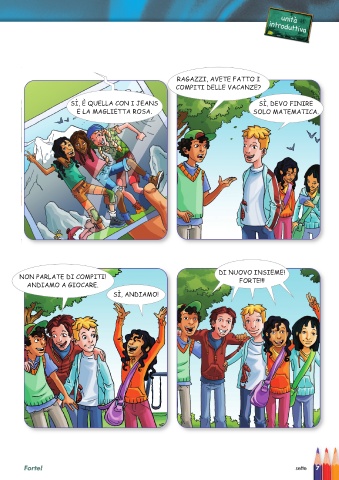 unità
introduttiva
SÌ, È QUELLA CON I JEANS
E LA MAGLIETTA ROSA.
RAGAZZI, AVETE FATTO I
COMPITI DELLE VACANZE?
SÌ, DEVO FINIRE
SOLO MATEMATICA.
NON PARLATE DI COMPITI!
ANDIAMO A GIOCARE.
SÌ, ANDIAMO!
DI NUOVO INSIEME!
FORTE!!!
Forte!
sette
7